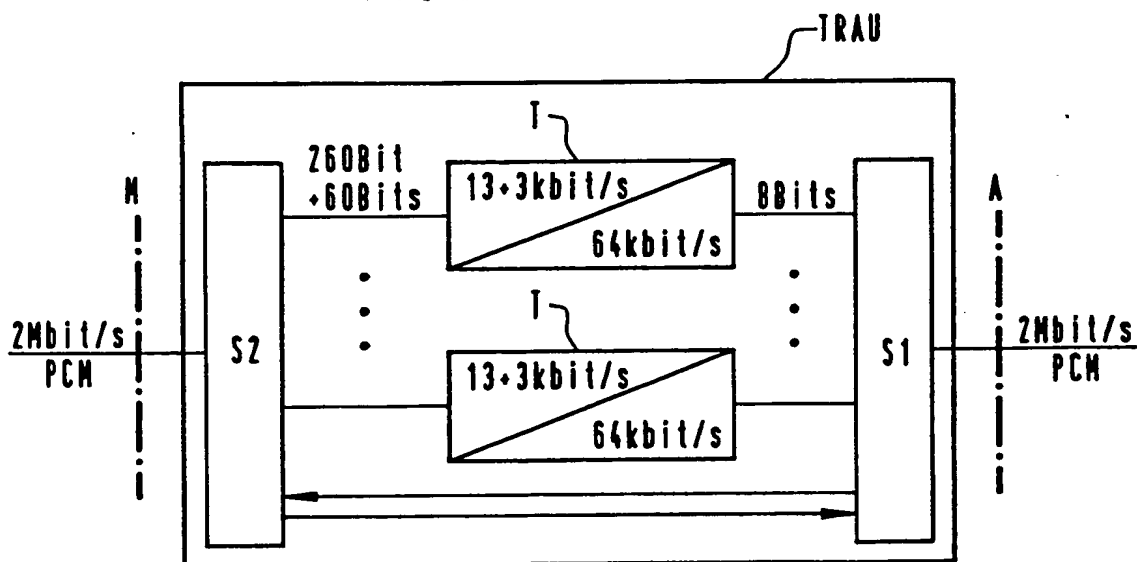 TRAU
T
260Bit
+60Bits
13+3kbit/s
64kbit/s
8Bits
M
A
T
2Mbit/s
PCM
S2
13+3kbit/s
64kbit/s
S1
2Mbit/s
PCM